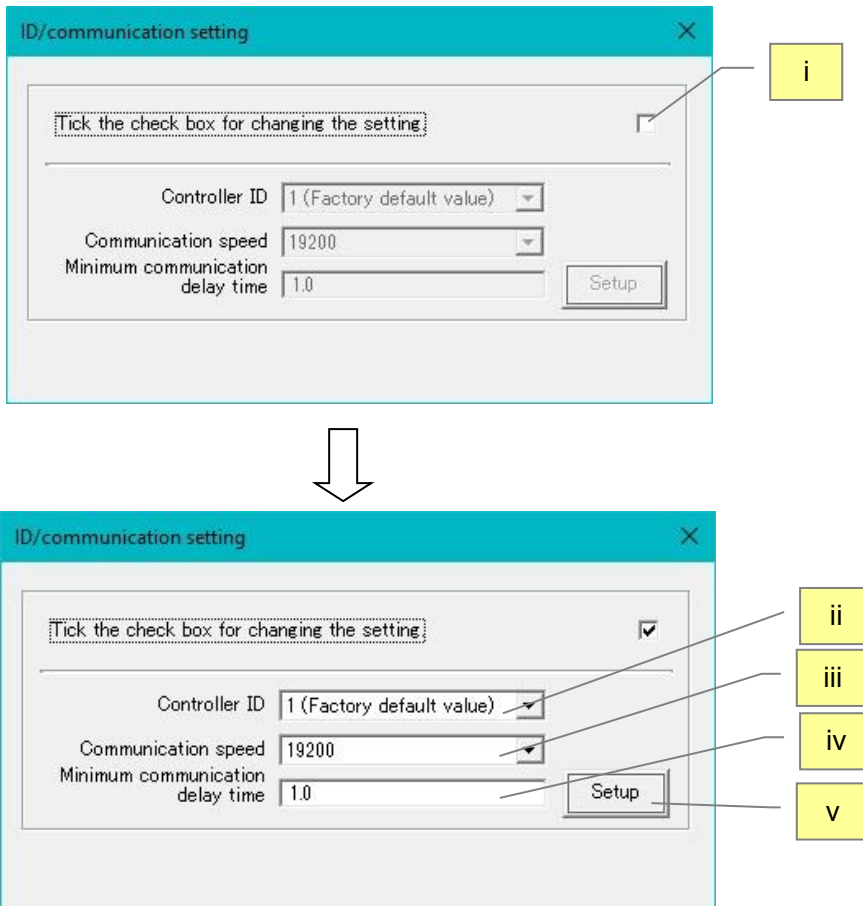 ID/communication setting
i
Tick the check box for changing the setting.
Controller ID 1 (Factory default value)
Communication speed 19200
Minimum communication
delay time 1.0
Setup
ID/communication setting
ii
Tick the check box for changing the setting.
iii
Controller ID 1 (Factory default value)
iv
Communication speed 19200
Minimum communication
delay time 1.0
Setup
v